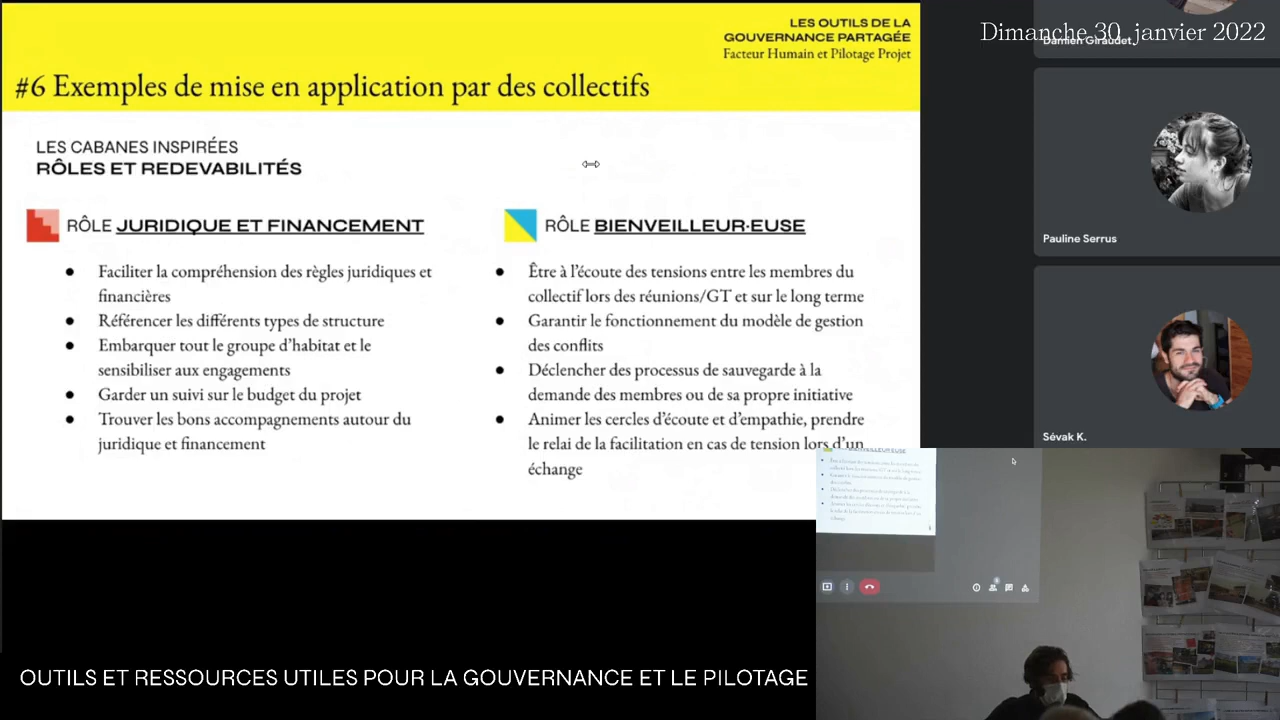 LES OUTILS DE LA
GOUVERNANCE PARTAGÉE
Facteur Humain et Pilotage Projet
#6 Exemples de mise en application par des collectifs
LES CABANES INSPIRÉES
RÔLES ET REDEVABILITÉS
RÔLE JURIDIQUE ET FINANCEMENT
Faciliter la compréhension des règles juridiques et
financières
Référencer les différents types de structure
Embarquer tout le groupe d'habitat et le
sensibiliser aux engagements
Garder un suivi sur le budget du projet
Trouver les bons accompagnements autour du
juridique et financement
RÔLE BIENVEILLEUR·EUSE
Être à l'écoute des tensions entre les membres du
collectif lors des réunions/GT et sur le long terme
Garantir le fonctionnement du modèle de gestion
des conflits
Déclencher des processus de sauvegarde à la
demande des membres ou de sa propre initiative
Animer les cercles d'écoute et d'empathie, prendre
le relai de la facilitation en cas de tension lors d'un
échange
Dimanche 30 janvier 2022
Damien Giraudet
Pauline Serrus
Sévak K.
OUTILS ET RESSOURCES UTILES POUR LA GOUVERNANCE ET LE PILOTAGE